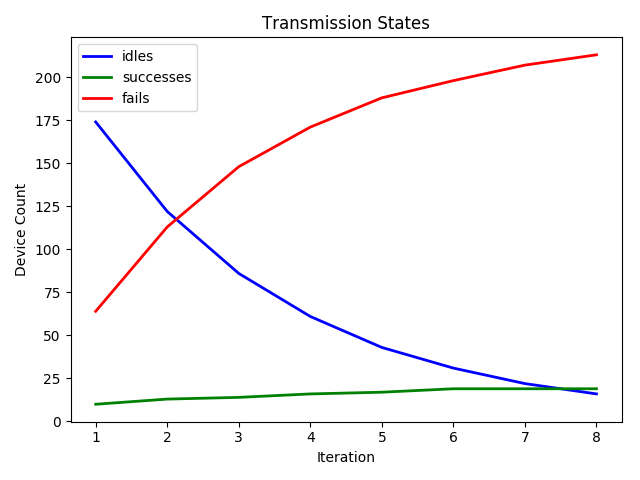 Transmission States
idles
successes
fails
Device Count
200
175
150
125
100
75
50
25
0
1 2 3 4 5 6 7 8
Iteration